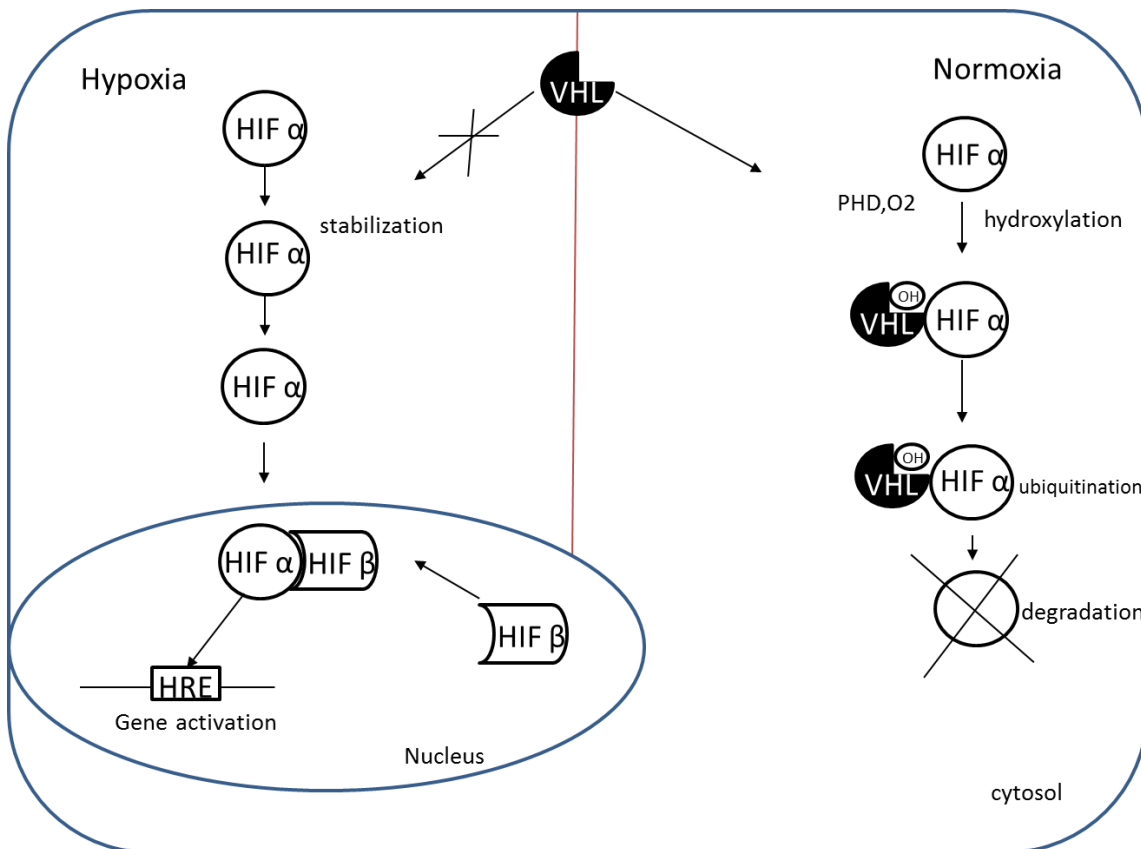 Hypoxia
VHL
Normoxia
HIF α
HIF α
PHD,O2
hydroxylation
stabilization
HIF α
OH
VHL
HIF α
HIF α
OH
VHL
HIF α
ubiquitination
HIF α
HIF β
HIF β
degradation
HRE
Gene activation
Nucleus
cytosol